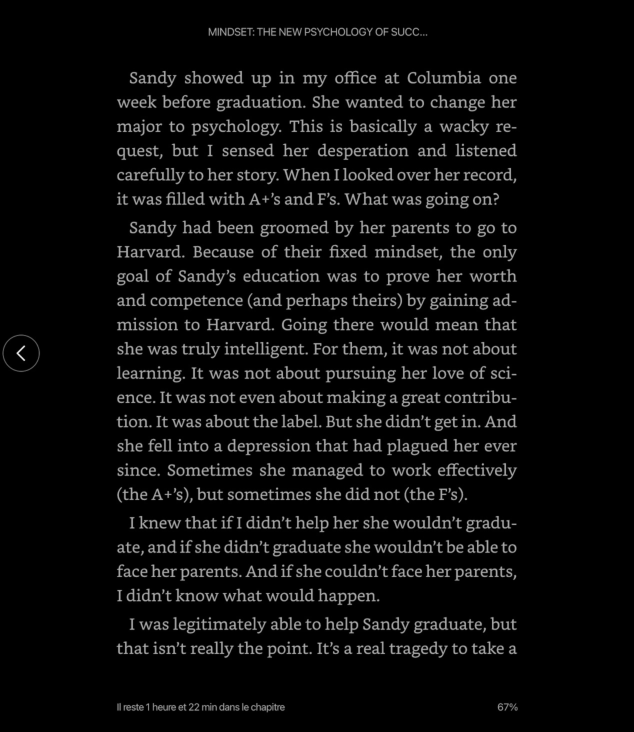 MINDSET: THE NEW PSYCHOLOGY OF SUCC...
Sandy showed up in my office at Columbia one
week before graduation. She wanted to change her
major to psychology. This is basically a wacky re-
quest, but I sensed her desperation and listened
carefully to her story. When I looked over her record,
it was filled with A+’s and F’s. What was going on?
Sandy had been groomed by her parents to go to
Harvard. Because of their fixed mindset, the only
goal of Sandy’s education was to prove her worth
and competence (and perhaps theirs) by gaining ad-
mission to Harvard. Going there would mean that
she was truly intelligent. For them, it was not about
learning. It was not about pursuing her love of sci-
ence. It was not even about making a great contribu-
tion. It was about the label. But she didn’t get in. And
she fell into a depression that had plagued her ever
since. Sometimes she managed to work effectively
(the A+’s), but sometimes she did not (the F’s).
I knew that if I didn’t help her she wouldn’t gradu-
ate, and if she didn’t graduate she wouldn’t be able to
face her parents. And if she couldn’t face her parents,
I didn’t know what would happen.
I was legitimately able to help Sandy graduate, but
that isn’t really the point. It’s a real tragedy to take a
Il reste 1 heure et 22 min dans le chapitre
67%